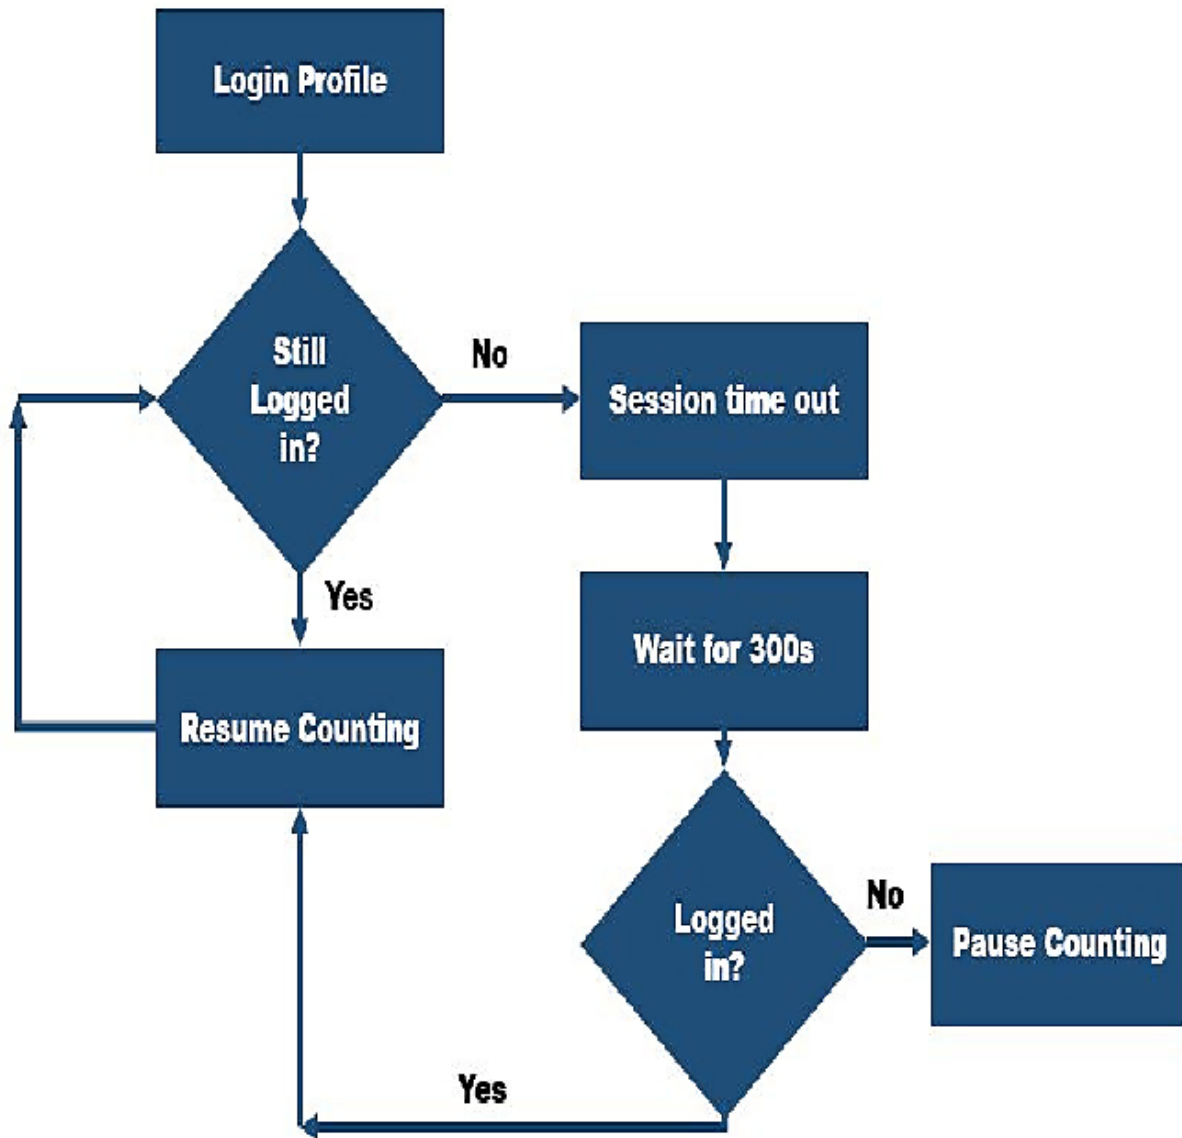 Login Profile
Still
Logged
in?
No
Session time out
Yes
Wait for 300s
Resume Counting
Logged
in?
No
Pause Counting
Yes